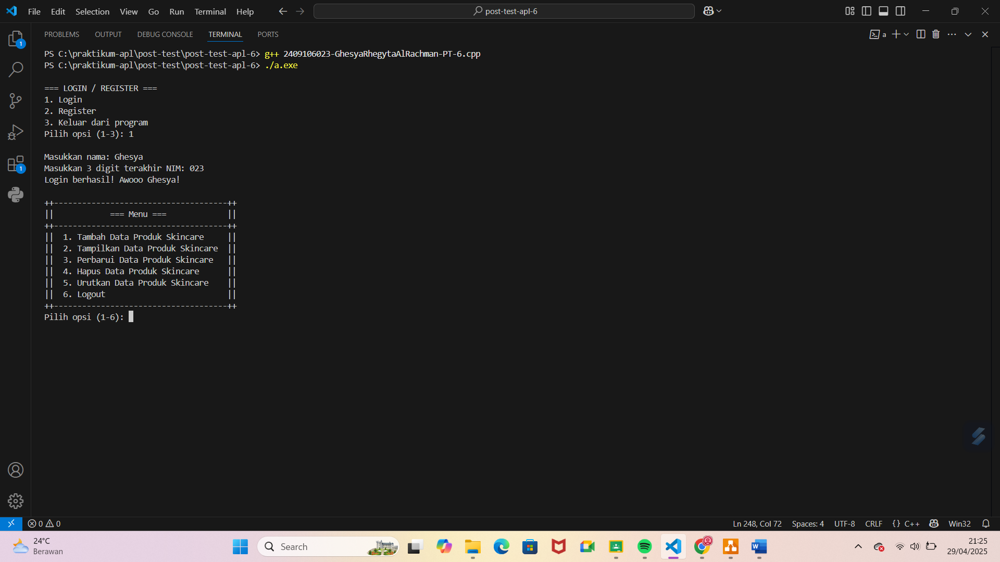 File Edit Selection View Go Run Terminal Help
post-test-apl-6
PROBLEMS OUTPUT DEBUG CONSOLE TERMINAL PORTS
a
PS C:\praktikum-apl\post-test\post-test-apl-6> g++ 2409106023-GhesyaRhegytaAlRachman-PT-6.cpp
PS C:\praktikum-apl\post-test\post-test-apl-6> ./a.exe
=== LOGIN / REGISTER ===
1. Login
2. Register
3. Keluar dari program
Pilih opsi (1-3): 1
Masukkan nama: Ghesya
Masukkan 3 digit terakhir NIM: 023
Login berhasil! Awooo Ghesya!
++-------------------------------------++
||            === Menu ===             ||
++-------------------------------------++
||  1. Tambah Data Produk Skincare     ||
||  2. Tampilkan Data Produk Skincare  ||
||  3. Perbarui Data Produk Skincare   ||
||  4. Hapus Data Produk Skincare      ||
||  5. Urutkan Data Produk Skincare    ||
||  6. Logout                          ||
++-------------------------------------++
Pilih opsi (1-6):
1
1
0 0
Ln 248, Col 72 Spaces: 4 UTF-8 CRLF {} C++ Win32
24°C
Berawan
Search
21:25
29/04/2025